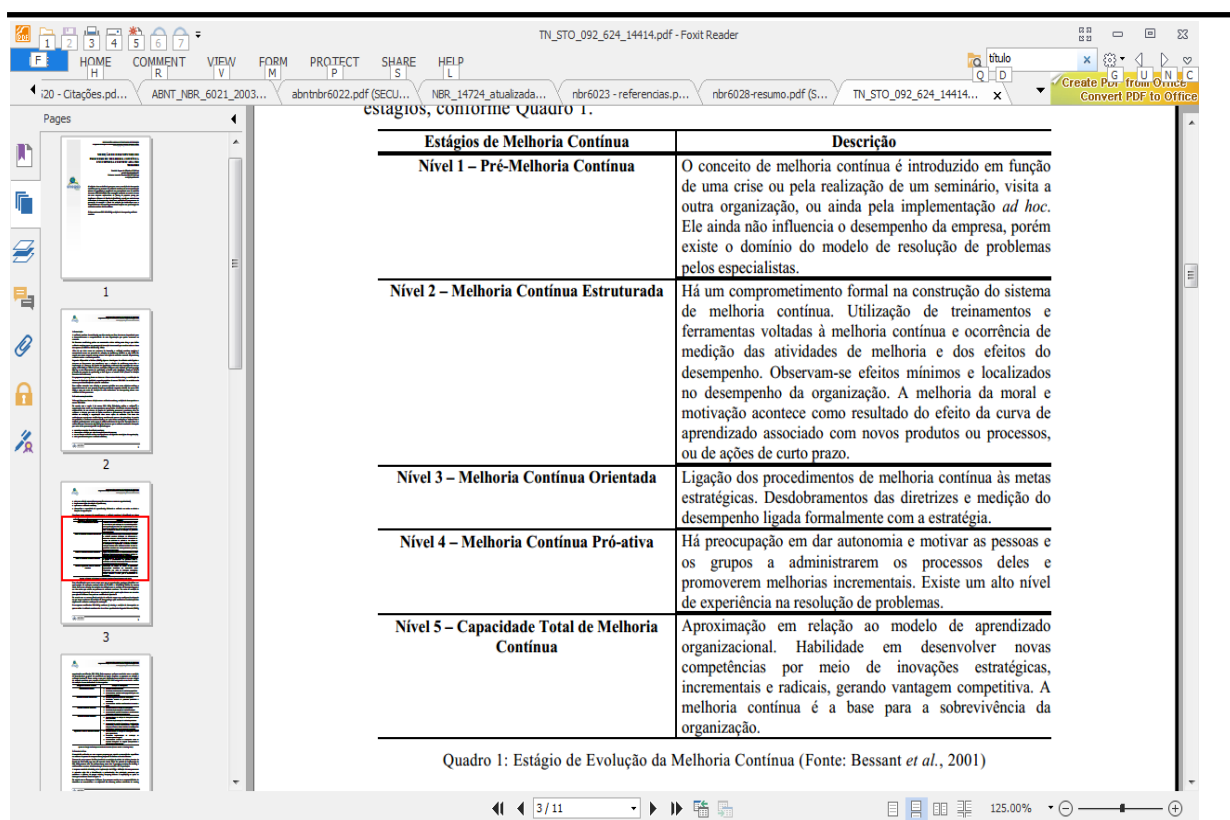 TN_STO_092_624_14414.pdf - Foxit Reader
1 2 3 4 5 6 7
F HOME COMMENT VIEW FORM PROTECT SHARE HELP
título
H R V M P S L Q D G U N C
i20 - Citações.pd... ABNT_NBR_6021_2003... abntnbr6022.pdf (SECU... NBR_14724_atualizada... nbr6023 - referencias.p... nbr6028-resumo.pdf (S... TN_STO_092_624_14414... x
Create PDF from Office
Convert PDF to Office
Pages
1
2
3
estágios, conforme Quadro 1.
Estágios de Melhoria Contínua Descrição
Nível 1 – Pré-Melhoria Contínua O conceito de melhoria contínua é introduzido em função
de uma crise ou pela realização de um seminário, visita a
outra organização, ou ainda pela implementação ad hoc.
Ele ainda não influencia o desempenho da empresa, porém
existe o domínio do modelo de resolução de problemas
pelos especialistas.
Nível 2 – Melhoria Contínua Estruturada Há um comprometimento formal na construção do sistema
de melhoria contínua. Utilização de treinamentos e
ferramentas voltadas à melhoria contínua e ocorrência de
medição das atividades de melhoria e dos efeitos do
desempenho. Observam-se efeitos mínimos e localizados
no desempenho da organização. A melhoria da moral e
motivação acontece como resultado do efeito da curva de
aprendizado associado com novos produtos ou processos,
ou de ações de curto prazo.
Nível 3 – Melhoria Contínua Orientada Ligação dos procedimentos de melhoria contínua às metas
estratégicas. Desdobramentos das diretrizes e medição do
desempenho ligada formalmente com a estratégia.
Nível 4 – Melhoria Contínua Pró-ativa Há preocupação em dar autonomia e motivar as pessoas e
os grupos a administrarem os processos deles e
promoverem melhorias incrementais. Existe um alto nível
de experiência na resolução de problemas.
Nível 5 – Capacidade Total de Melhoria Aproximação em relação ao modelo de aprendizado
Contínua organizacional. Habilidade em desenvolver novas
competências por meio de inovações estratégicas,
incrementais e radicais, gerando vantagem competitiva. A
melhoria contínua é a base para a sobrevivência da
organização.
Quadro 1: Estágio de Evolução da Melhoria Contínua (Fonte: Bessant et al., 2001)
3 / 11 125.00%